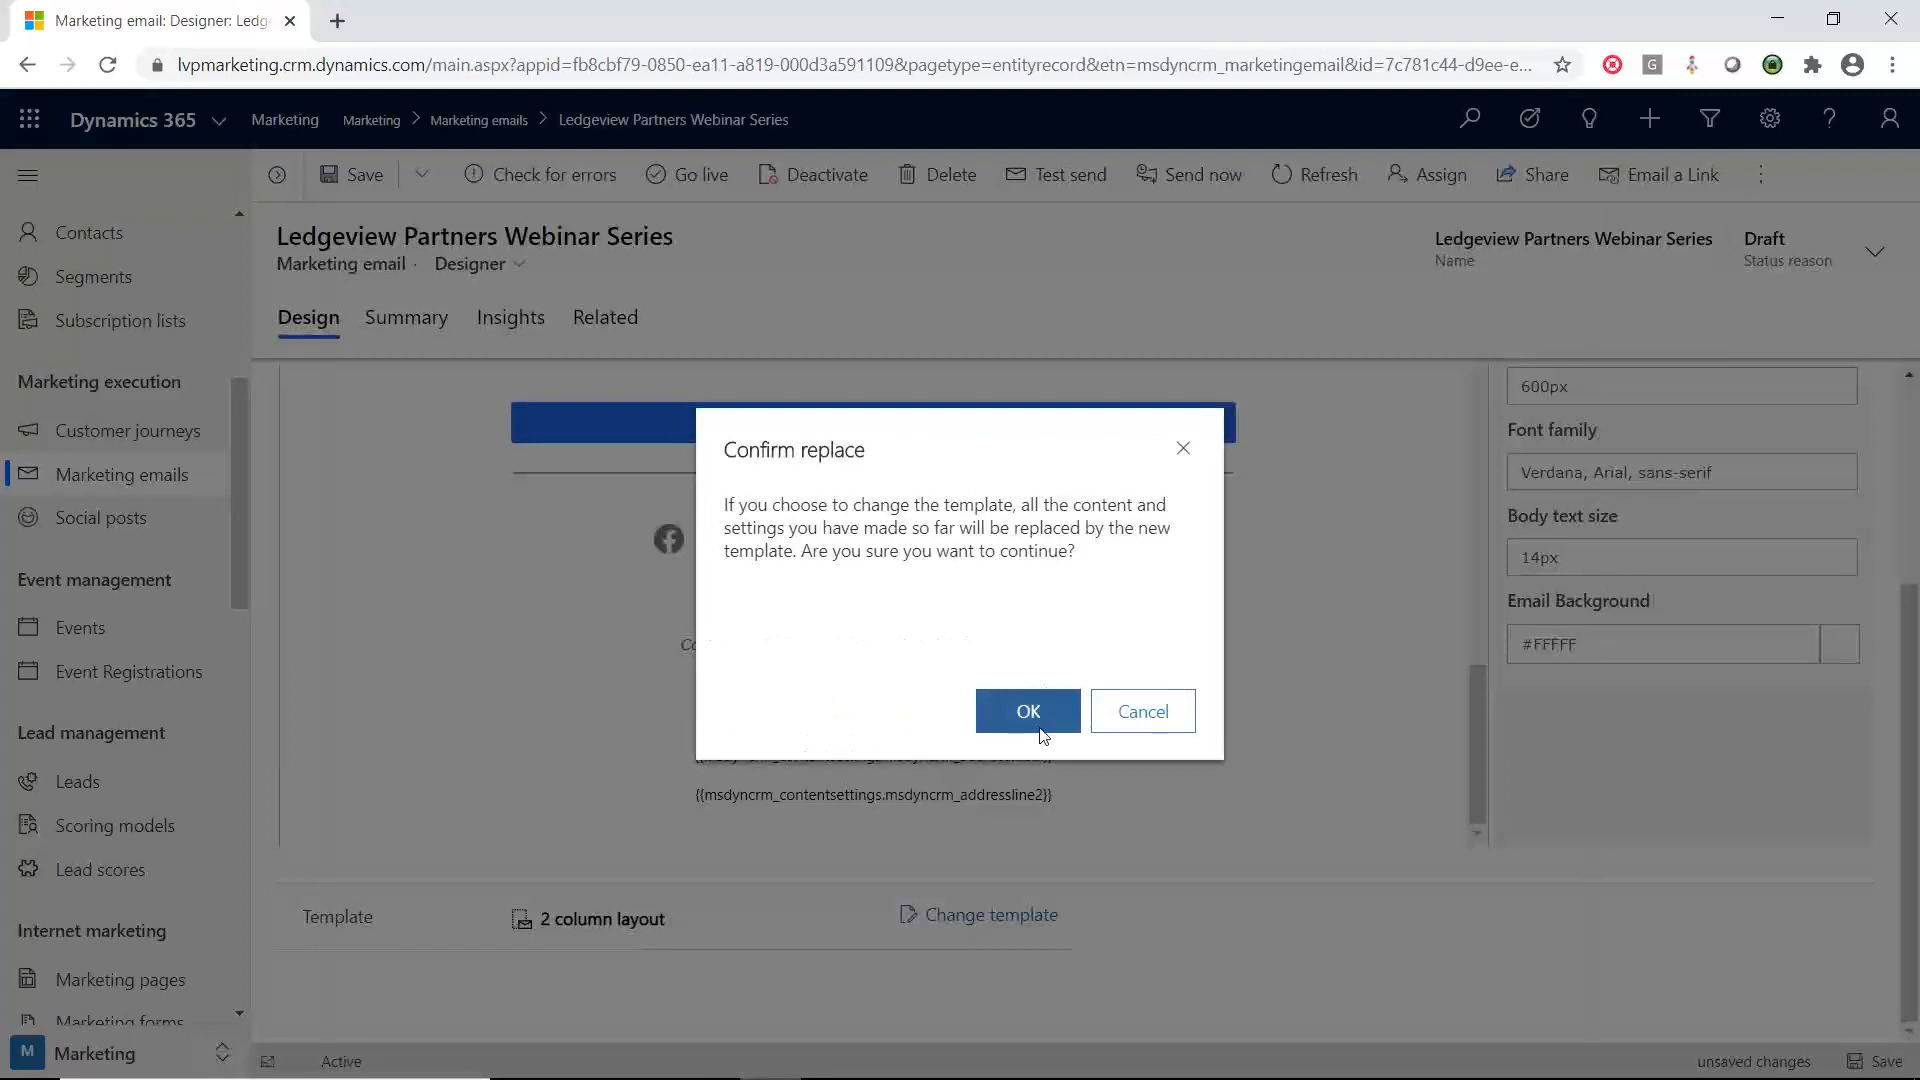 Marketing email: Designer: Ledg
lvpmarketing.crm.dynamics.com/main.aspx?appid=fb8cbf79-0850-ea11-a819-000d3a591109&pagetype=entityrecord&etn=msdyncrm_marketingemail&id=7c781c44-d9ee-e...
G
Dynamics 365 Marketing Marketing > Marketing emails > Ledgeview Partners Webinar Series
Save Check for errors Go live Deactivate Delete Test send Send now Refresh Assign Share Email a Link
Ledgeview Partners Webinar Series
Marketing email · Designer
Ledgeview Partners Webinar Series
Name
Draft
Status reason
Design Summary Insights Related
Contacts
Segments
Subscription lists
Marketing execution
Customer journeys
Marketing emails
Social posts
Event management
Events
Event Registrations
Lead management
Leads
Scoring models
Lead scores
Internet marketing
Marketing pages
Marketing forms
M Marketing
Confirm replace
If you choose to change the template, all the content and
settings you have made so far will be replaced by the new
template. Are you sure you want to continue?
OK Cancel
{{msdyncrm_contentsettings.msdyncrm_addressline2}}
600px
Font family
Verdana, Arial, sans-serif
Body text size
14px
Email Background
#FFFFF
Template 2 column layout Change template
Active unsaved changes Save